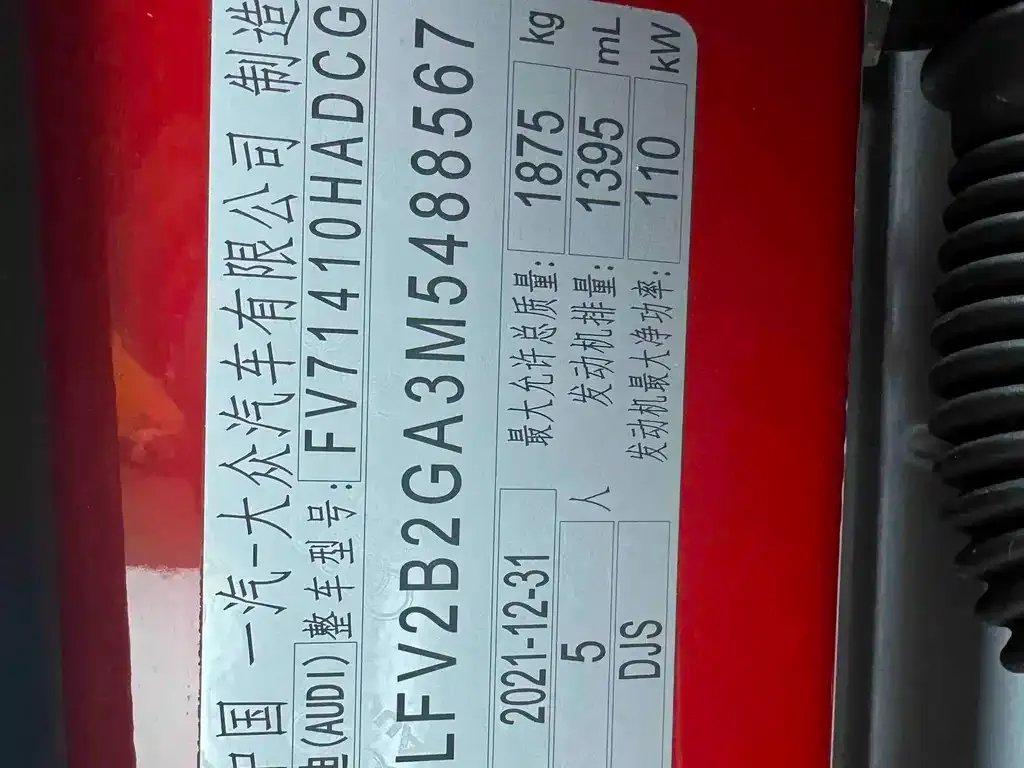 中国 一汽-大众汽车有限公司 制造
迪(AUDI) 整车型号: FV71410HADCG
LFV2B2GA3M5488567
2021-12-31 最大允许总质量: 1875 kg
5 人 发动机排量: 1395 mL
DJS 发动机最大净功率: 110 kW